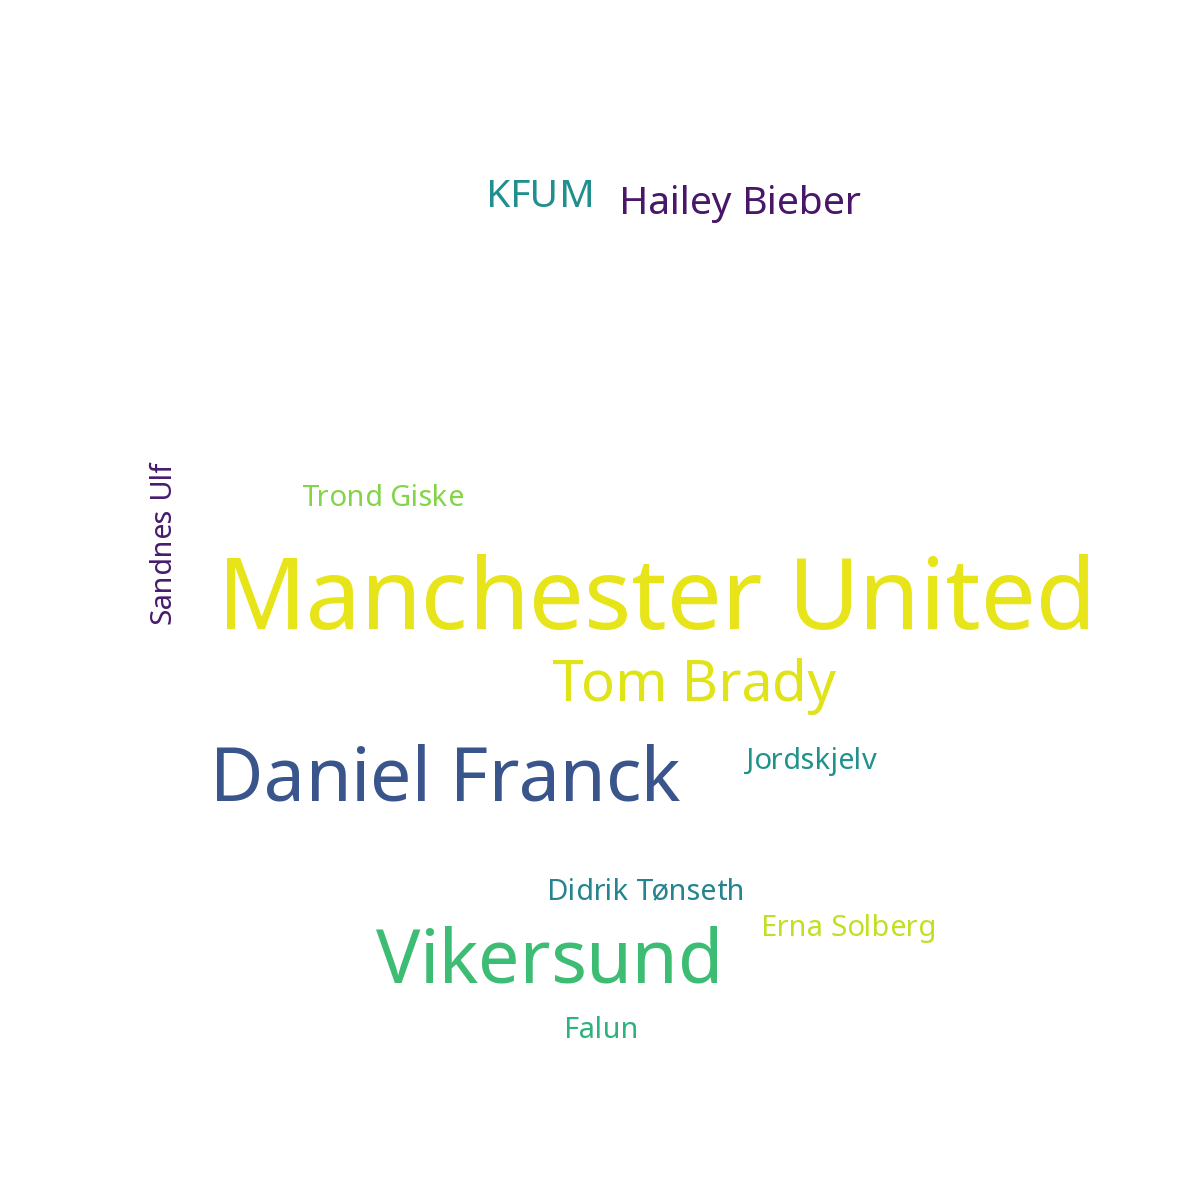 KFUM
Hailey Bieber
Sandnes Ulf
Trond Giske
Manchester United
Tom Brady
Daniel Franck
Jordskjelv
Didrik Tønseth
Erna Solberg
Vikersund
Falun